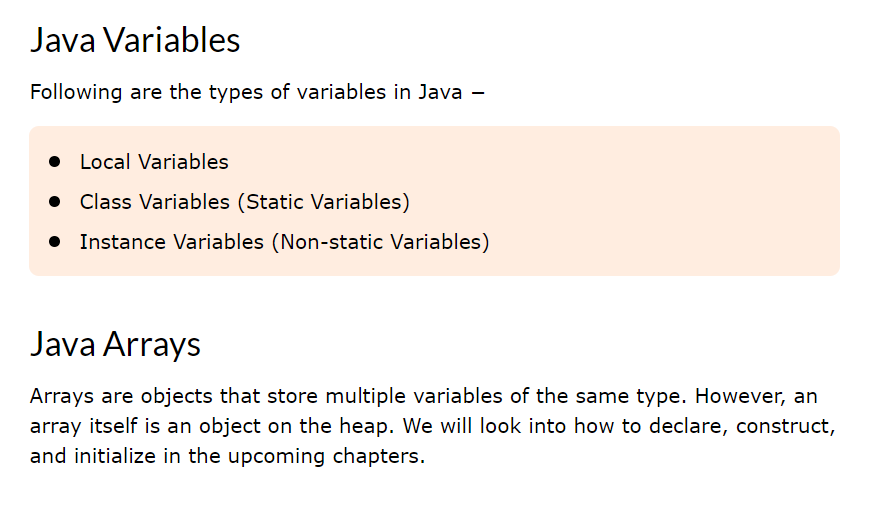 Java Variables
Following are the types of variables in Java −
● Local Variables
● Class Variables (Static Variables)
● Instance Variables (Non-static Variables)
Java Arrays
Arrays are objects that store multiple variables of the same type. However, an
array itself is an object on the heap. We will look into how to declare, construct,
and initialize in the upcoming chapters.